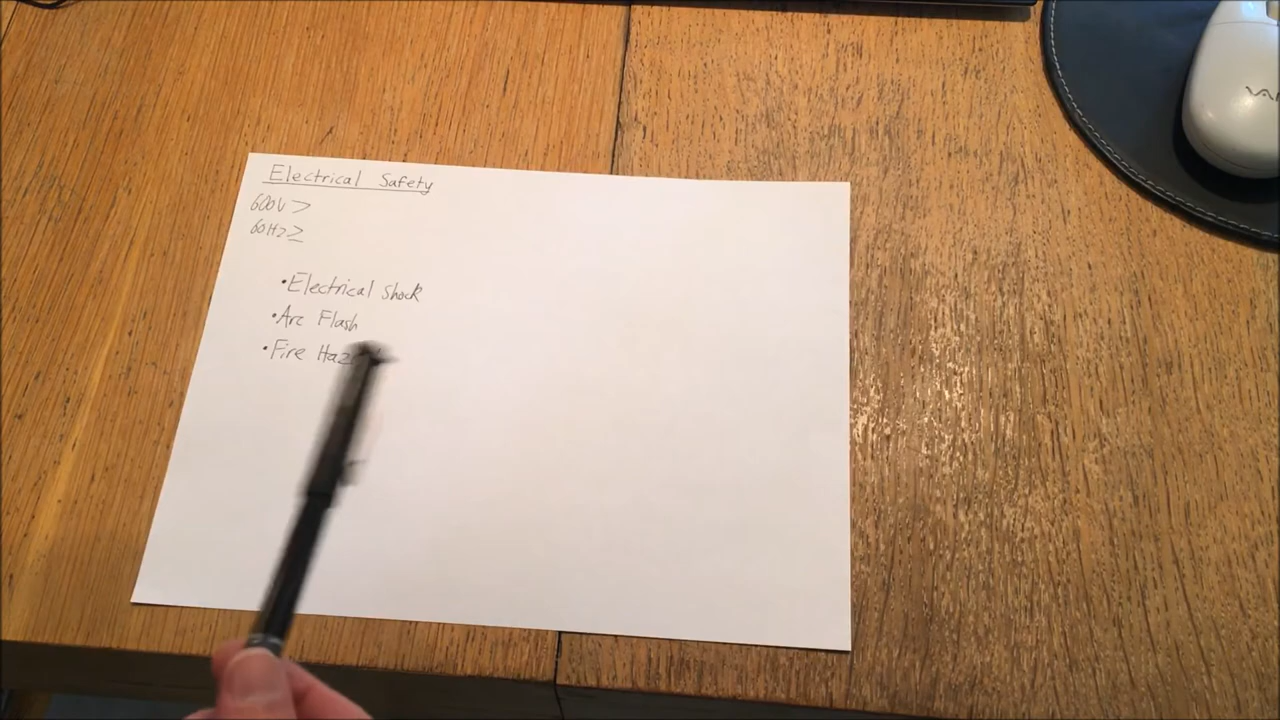 Electrical Safety
600V >
60Hz ≥
• Electrical Shock
• Arc Flash
• Fire